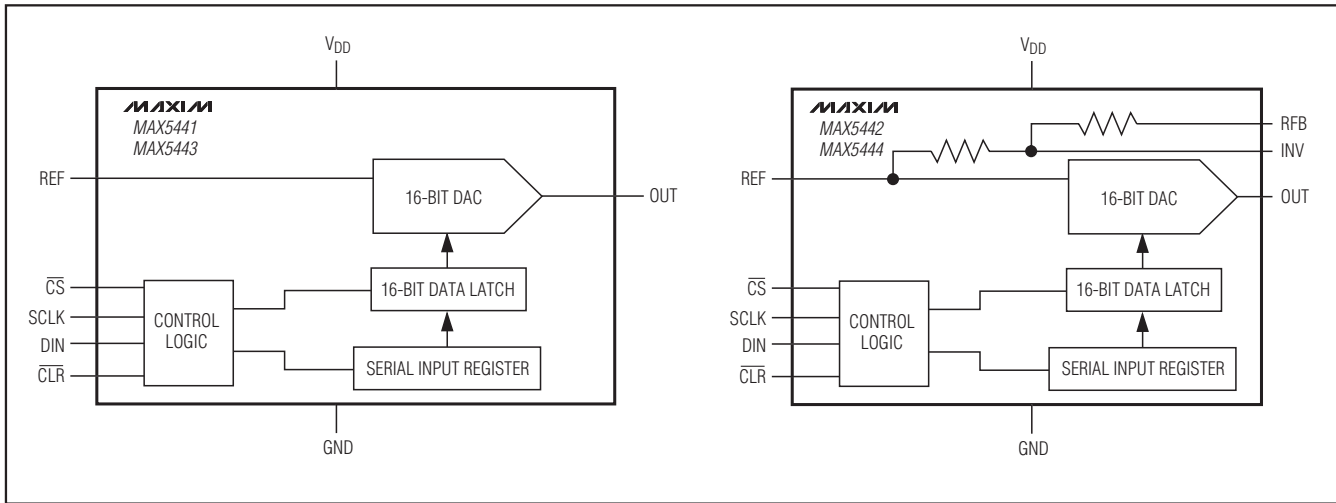 VDD
MAXIM
MAX5441
MAX5443
REF
16-BIT DAC
OUT
CS
SCLK
DIN
CLR
CONTROL
LOGIC
16-BIT DATA LATCH
SERIAL INPUT REGISTER
GND
VDD
MAXIM
MAX5442
MAX5444
RFB
INV
REF
16-BIT DAC
OUT
CS
SCLK
DIN
CLR
CONTROL
LOGIC
16-BIT DATA LATCH
SERIAL INPUT REGISTER
GND